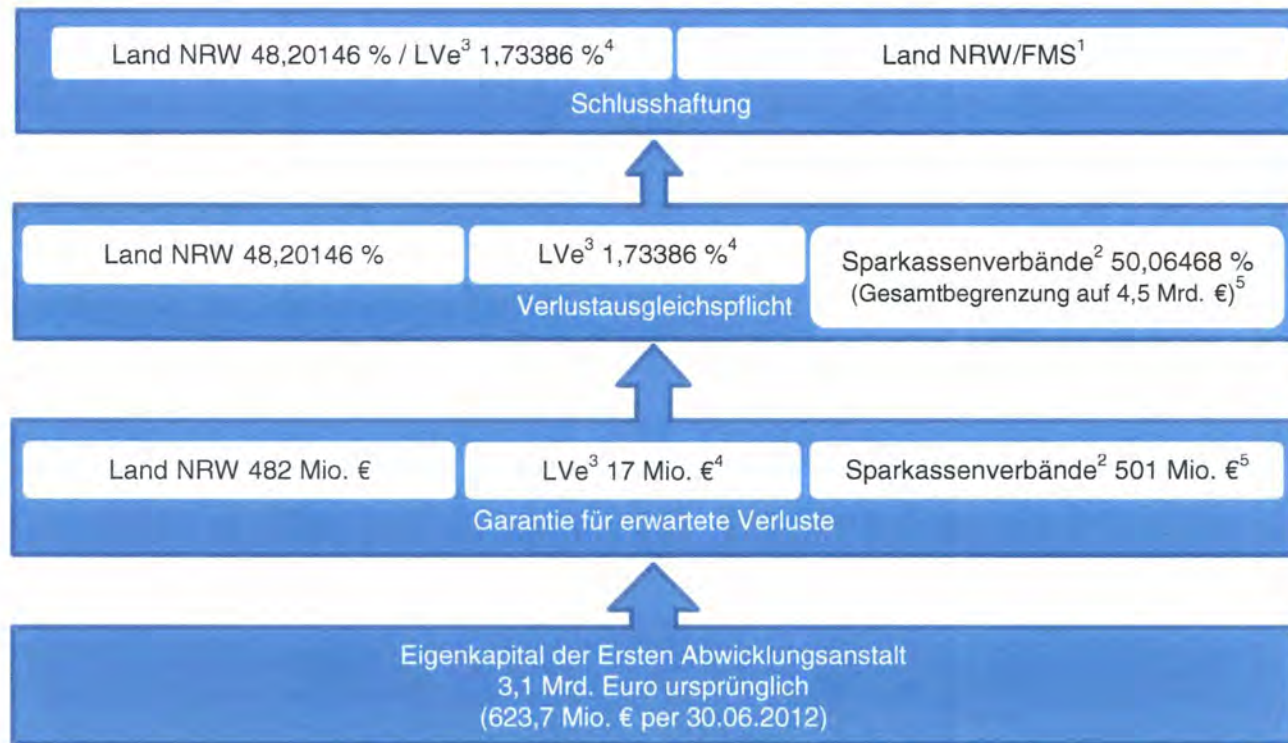 Land NRW 48,20146 % / LVe³ 1,73386 %⁴
Land NRW/FMS¹
Schlusshaftung
Land NRW 48,20146 %
LVe³ 1,73386 %⁴
Sparkassenverbände² 50,06468 %
(Gesamtbegrenzung auf 4,5 Mrd. €)⁵
Verlustausgleichspflicht
Land NRW 482 Mio. €
LVe³ 17 Mio. €⁴
Sparkassenverbände² 501 Mio. €⁵
Garantie für erwartete Verluste
Eigenkapital der Ersten Abwicklungsanstalt
3,1 Mrd. Euro ursprünglich
(623,7 Mio. € per 30.06.2012)